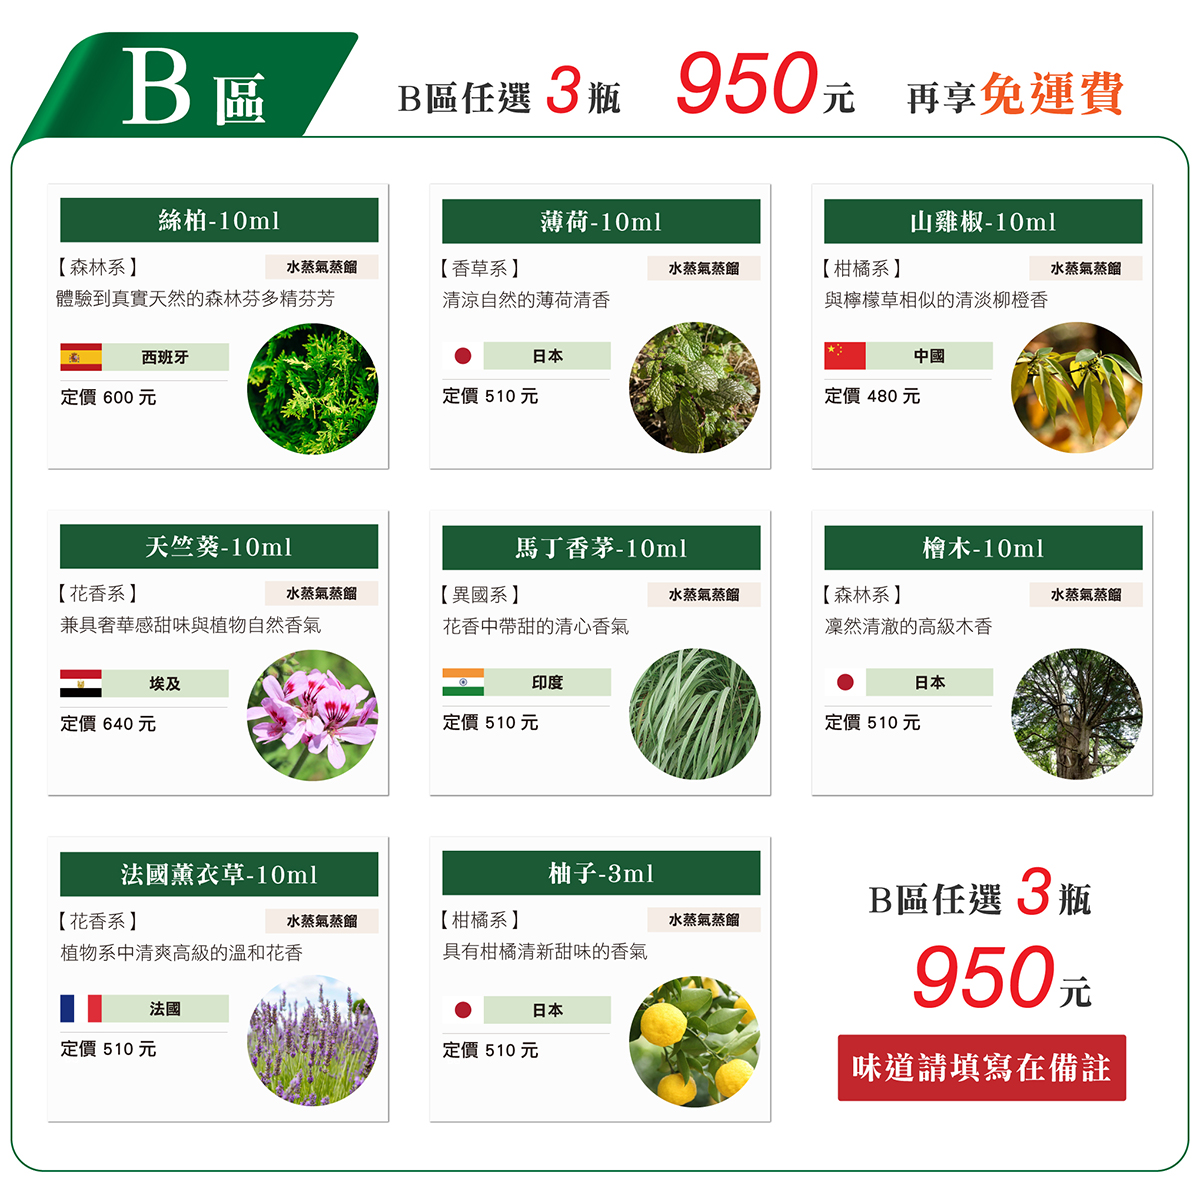 B區
B區任選 3 瓶 950 元 再享免運費
絲柏-10ml
【森林系】 水蒸氣蒸餾
體驗到真實天然的森林芬多精芬芳
西班牙
定價 600 元
薄荷-10ml
【香草系】 水蒸氣蒸餾
清涼自然的薄荷清香
日本
定價 510 元
山雞椒-10ml
【柑橘系】 水蒸氣蒸餾
與檸檬草相似的清淡柳橙香
中國
定價 480 元
天竺葵-10ml
【花香系】 水蒸氣蒸餾
兼具奢華感甜味與植物自然香氣
埃及
定價 640 元
馬丁香茅-10ml
【異國系】 水蒸氣蒸餾
花香中帶甜的清心香氣
印度
定價 510 元
檜木-10ml
【森林系】 水蒸氣蒸餾
凜然清澈的高級木香
日本
定價 510 元
法國薰衣草-10ml
【花香系】 水蒸氣蒸餾
植物系中清爽高級的溫和花香
法國
定價 510 元
柚子-3ml
【柑橘系】 水蒸氣蒸餾
具有柑橘清新甜味的香氣
日本
定價 510 元
B區任選 3 瓶
950元
味道請填寫在備註